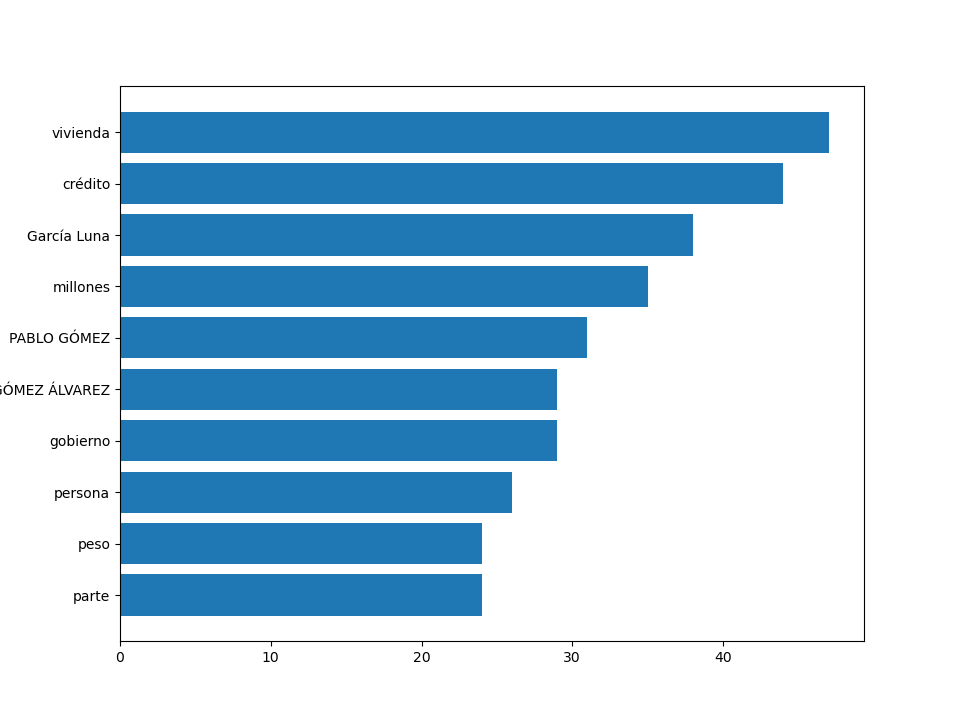 vivienda
crédito
García Luna
millones
PABLO GÓMEZ
GÓMEZ ÁLVAREZ
gobierno
persona
peso
parte
0 10 20 30 40